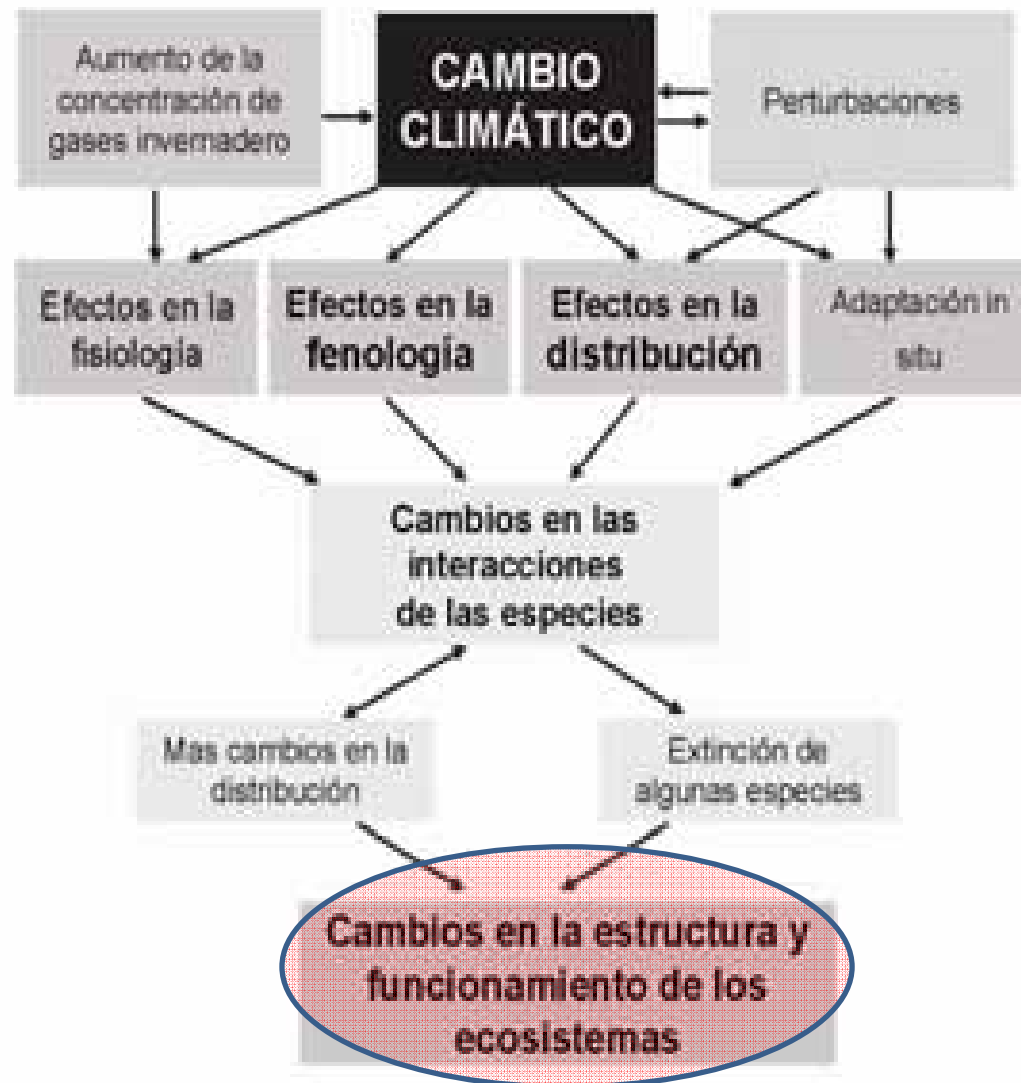 Aumento de la
concentración de
gases invernadero
CAMBIO
CLIMÁTICO
Perturbaciones
Efectos en la
fisiología
Efectos en la
fenología
Efectos en la
distribución
Adaptación in
situ
Cambios en las
interacciones
de las especies
Mas cambios en la
distribución
Extinción de
algunas especies
Cambios en la estructura y
funcionamiento de los
ecosistemas